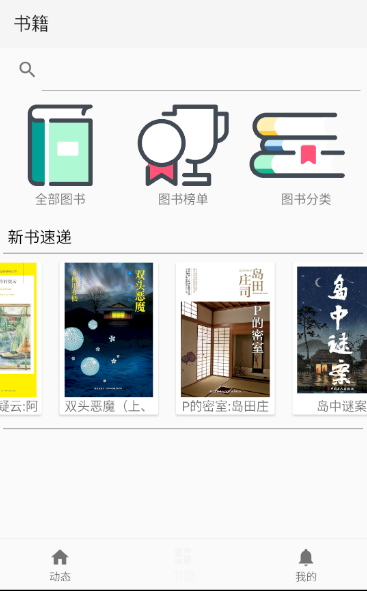 书籍
全部图书
图书榜单
图书分类
新书速递
双头恶魔
岛田庄司
P的密室
岛中谜案
疑云:阿
双头恶魔（上、
P的密室:岛田庄
岛中谜案
动态
我的